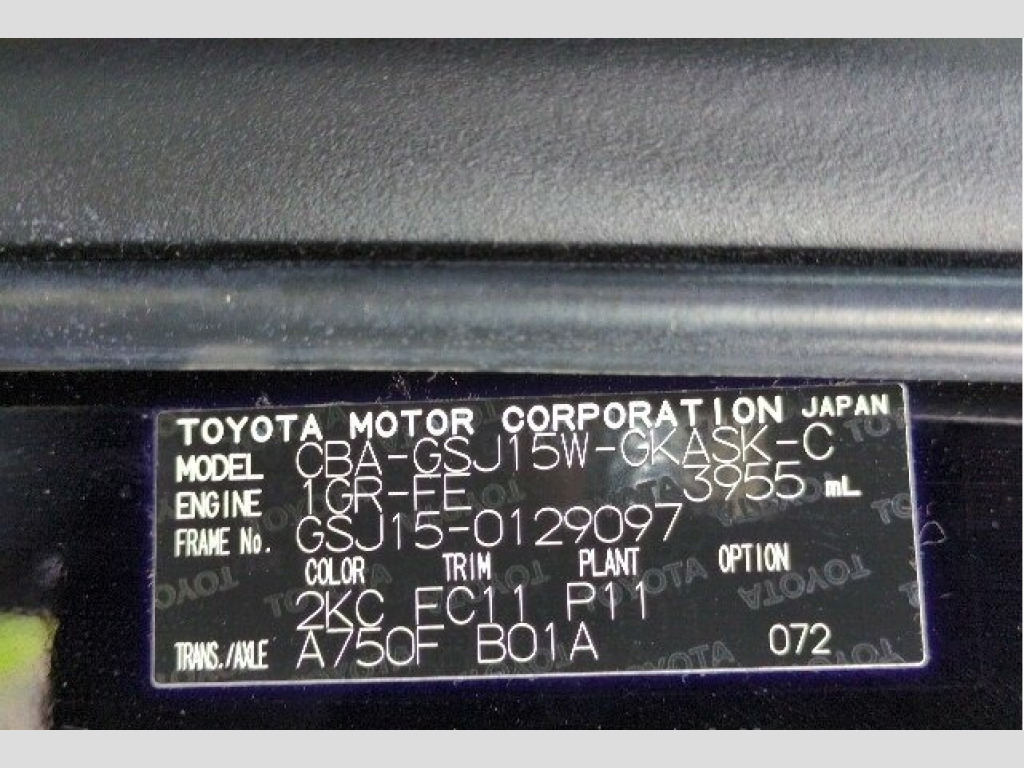 TOYOTA MOTOR CORPORATION JAPAN
MODEL CBA-GSJ15W-GKASK-C
ENGINE 1GR-FE 3955 mL
FRAME No. GSJ15-0129097
COLOR TRIM PLANT OPTION
2KC FC11 P11
TRANS./AXLE A750F B01A 072